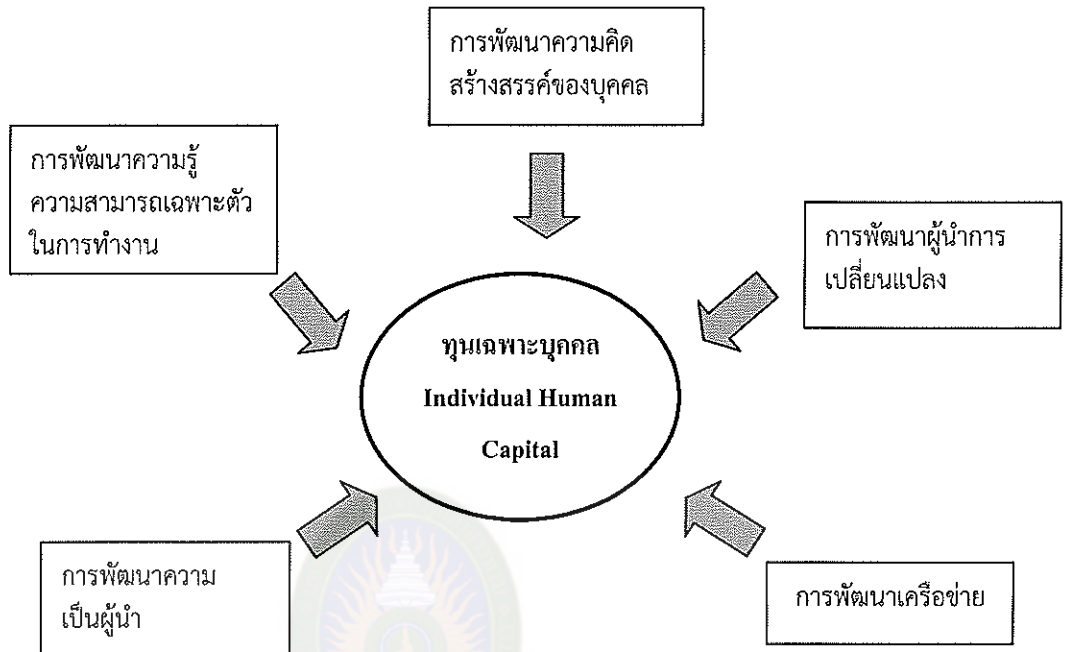 การพัฒนาความคิด
สร้างสรรค์ของบุคคล
การพัฒนาความรู้
ความสามารถเฉพาะตัว
ในการทำงาน
การพัฒนาผู้นำการ
เปลี่ยนแปลง
ทุนเฉพาะบุคคล
Individual Human
Capital
การพัฒนาความ
เป็นผู้นำ
การพัฒนาเครือข่าย